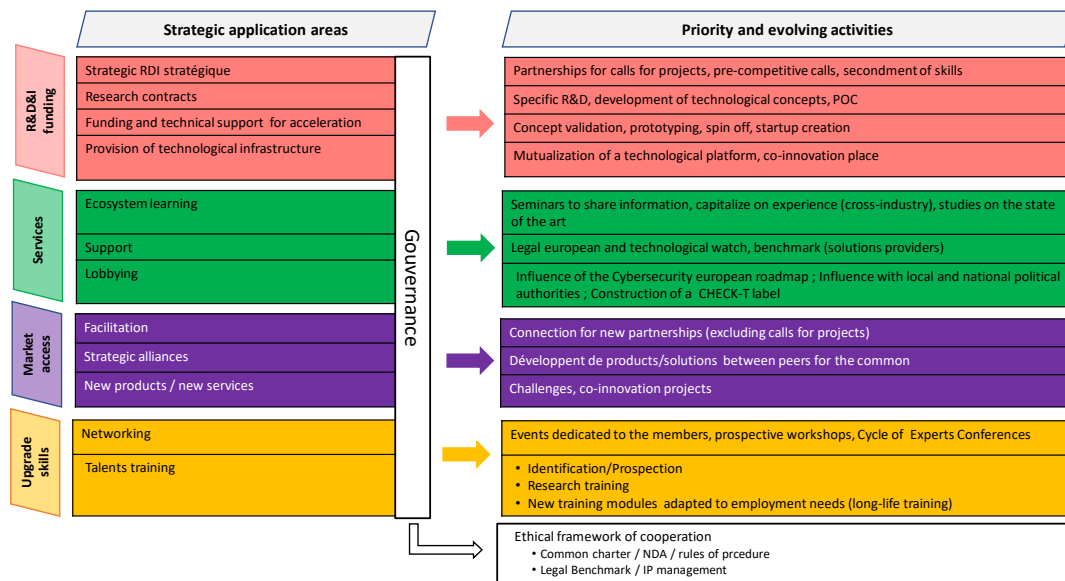 Strategic application areas
Priority and evolving activities
R&D&I
funding
Strategic RDI stratégique
Research contracts
Funding and technical support for acceleration
Provision of technological infrastructure
Partnerships for calls for projects, pre-competitive calls, secondment of skills
Specific R&D, development of technological concepts, POC
Concept validation, prototyping, spin off, startup creation
Mutualization of a technological platform, co-innovation place
Services
Ecosystem learning
Support
Lobbying
Seminars to share information, capitalize on experience (cross-industry), studies on the state
of the art
Legal european and technological watch, benchmark (solutions providers)
Influence of the Cybersecurity european roadmap ; Influence with local and national political
authorities ; Construction of a CHECK-T label
Gouvernance
Market
access
Facilitation
Strategic alliances
New products / new services
Connection for new partnerships (excluding calls for projects)
Développent de products/solutions between peers for the common
Challenges, co-innovation projects
Upgrade
skills
Networking
Talents training
Events dedicated to the members, prospective workshops, Cycle of Experts Conferences
• Identification/Prospection
• Research training
• New training modules adapted to employment needs (long-life training)
Ethical framework of cooperation
• Common charter / NDA / rules of prcedure
• Legal Benchmark / IP management